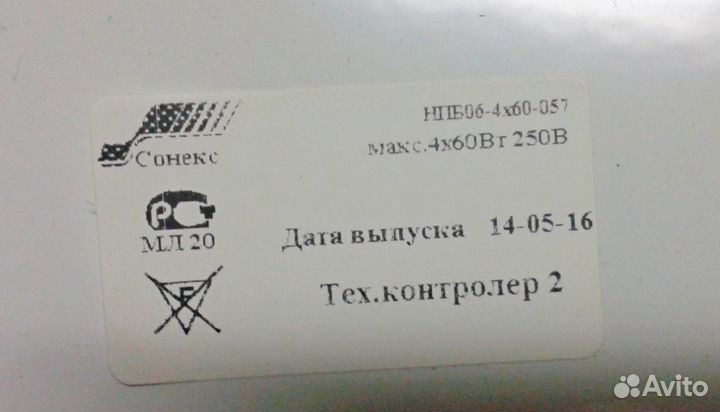 Сонекс
НПБ06-4х60-057
макс.4х60Вт 250В
РСТ
МЛ 20
Дата выпуска 14-05-16
F
Тех.контролер 2
Avito